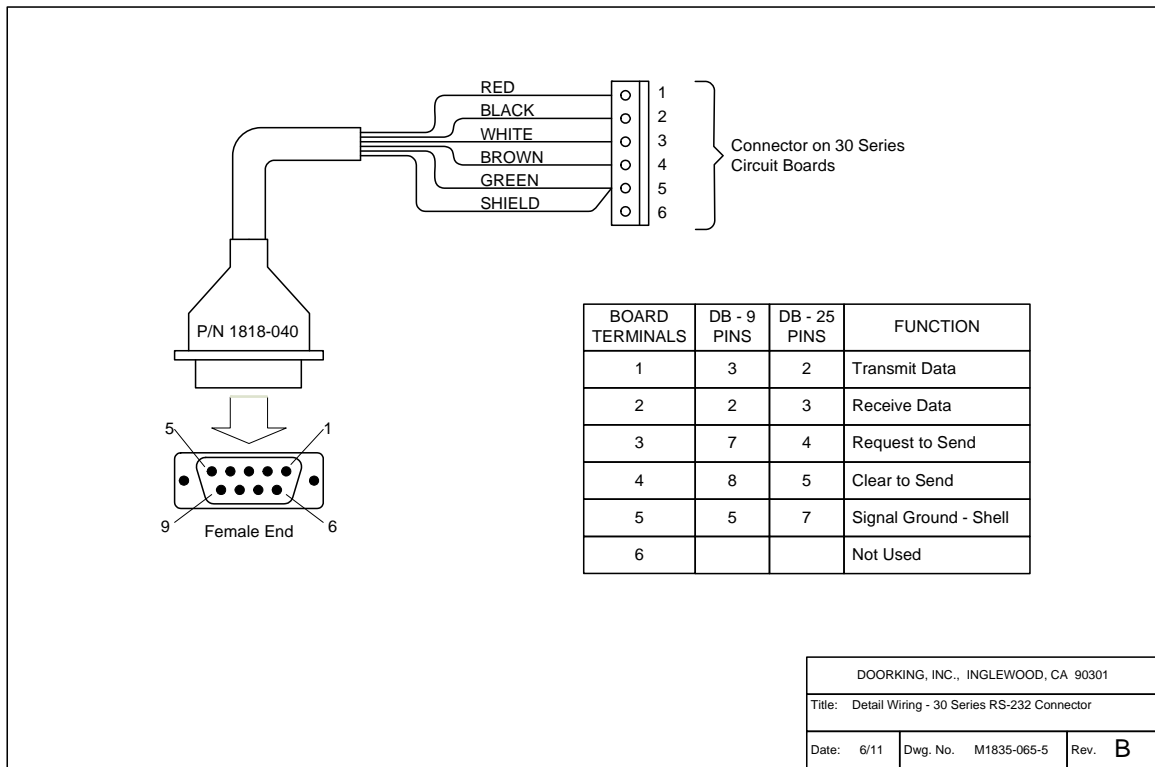 RED
BLACK
WHITE
BROWN
GREEN
SHIELD
1
2
3
4
5
6
Connector on 30 Series
Circuit Boards
P/N 1818-040
5
1
9
6
Female End
BOARD TERMINALS DB - 9 PINS DB - 25 PINS FUNCTION
1 3 2 Transmit Data
2 2 3 Receive Data
3 7 4 Request to Send
4 8 5 Clear to Send
5 5 7 Signal Ground - Shell
6 Not Used
DOORKING, INC., INGLEWOOD, CA 90301
Title: Detail Wiring - 30 Series RS-232 Connector
Date: 6/11 Dwg. No. M1835-065-5 Rev. B